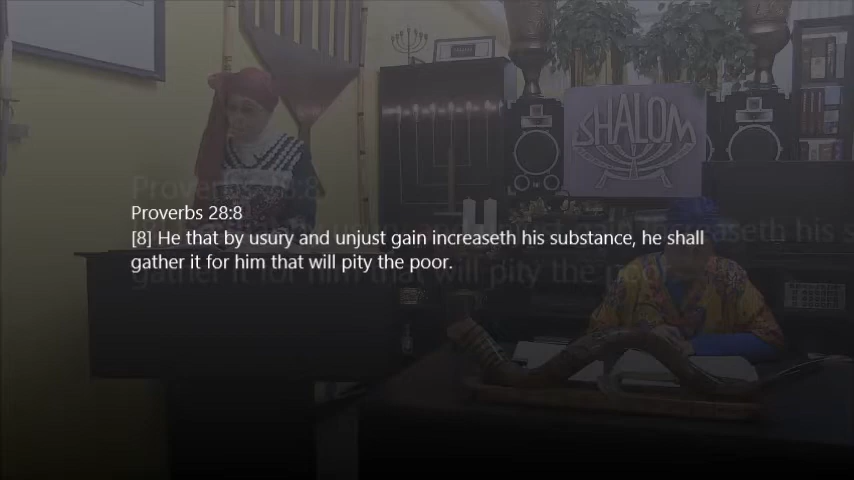 SHALOM
Proverbs 28:8
[8] He that by usury and unjust gain increaseth his substance, he shall
gather it for him that will pity the poor.